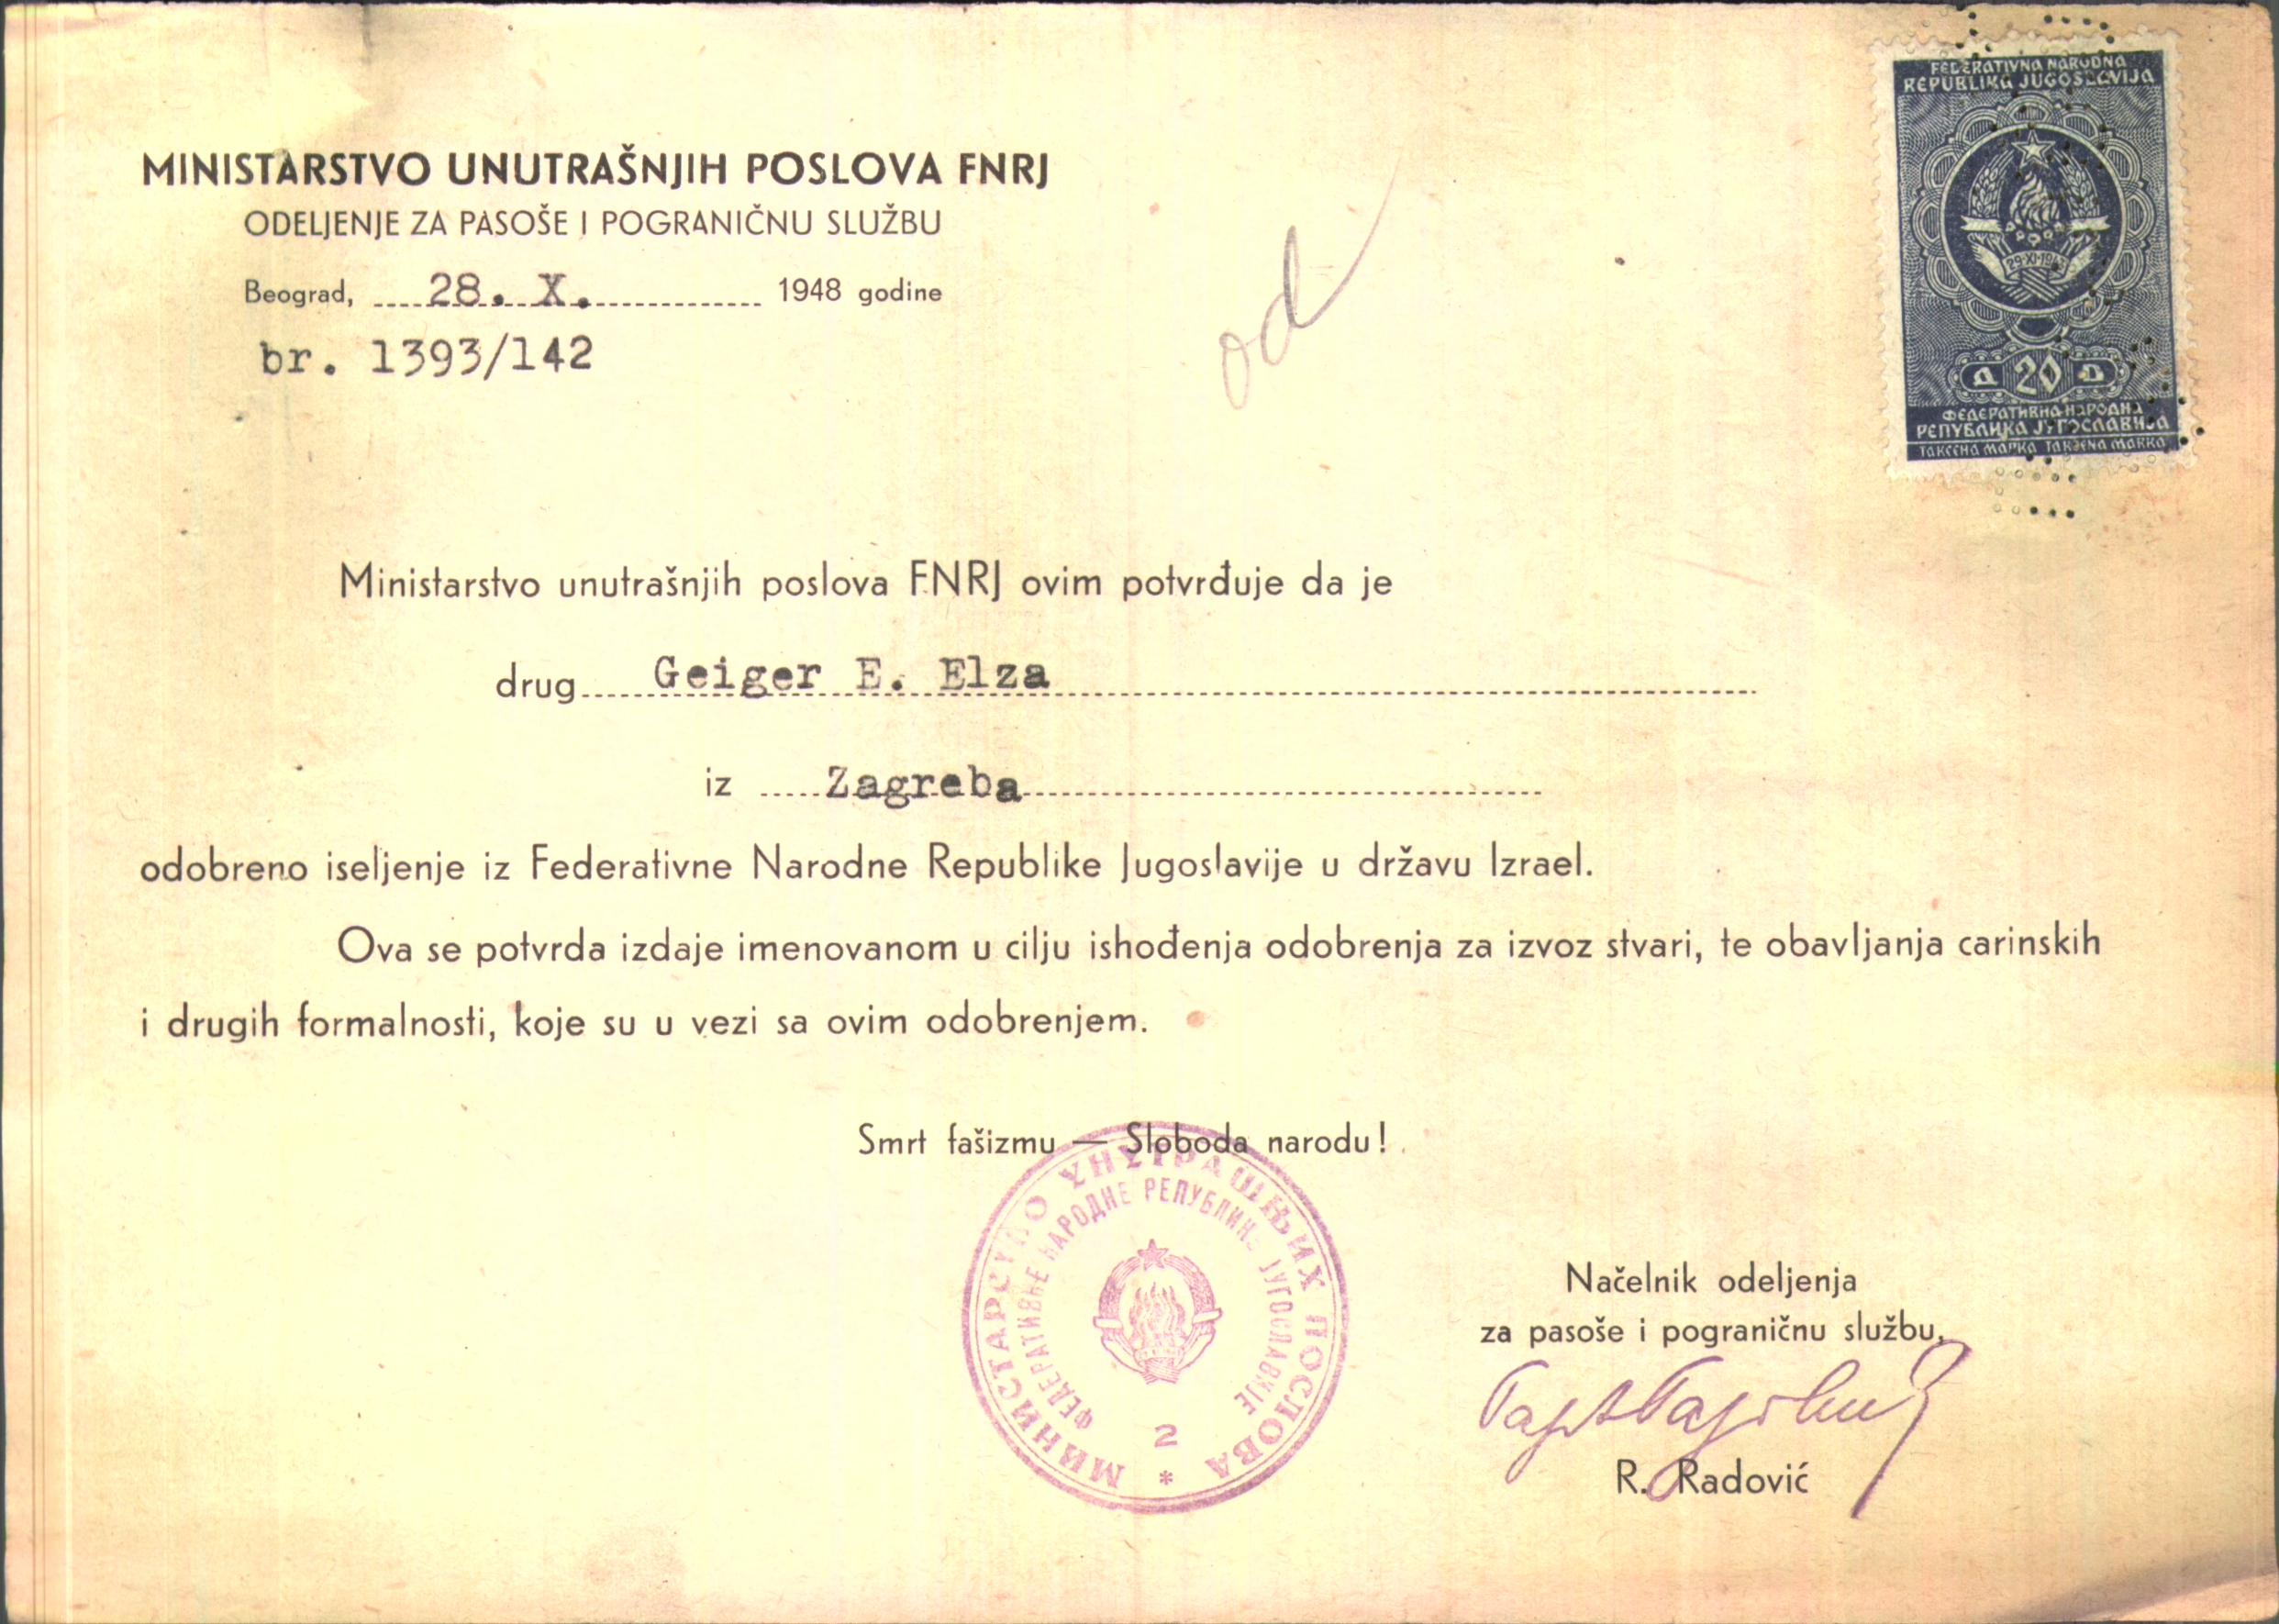 FEDERATIVNA NARODNA
REPUBLIKA JUGOSLAVIJA
MINISTARSTVO UNUTRAŠNJIH POSLOVA FNRJ
ODELJENJE ZA PASOŠE I POGRANIČNU SLUŽBU
Beograd, 28. X. 1948 godine
br. 1393/142
od
Д 20 D
ФЕДЕРАТИВНА НАРОДНА
РЕПУБЛИКА ЈУГОСЛАВИЈА
ТАКСЕНА МАРКА TAKSENA MARKA
Ministarstvo unutrašnjih poslova FNRJ ovim potvrđuje da je
drug Geiger E. Elza
iz Zagreba
odobreno iseljenje iz Federativne Narodne Republike Jugoslavije u državu Izrael.
Ova se potvrda izdaje imenovanom u cilju ishođenja odobrenja za izvoz stvari, te obavljanja carinskih
i drugih formalnosti, koje su u vezi sa ovim odobrenjem.
Smrt fašizmu — Sloboda narodu!
МИНИСТАРСТВО УНУТРАШЊИХ ПОСЛОВА
ФЕДЕРАТИВНЕ НАРОДНЕ РЕПУБЛИКЕ ЈУГОСЛАВИЈЕ
2
*
Načelnik odeljenja
za pasoše i pograničnu službu,
R. Radović